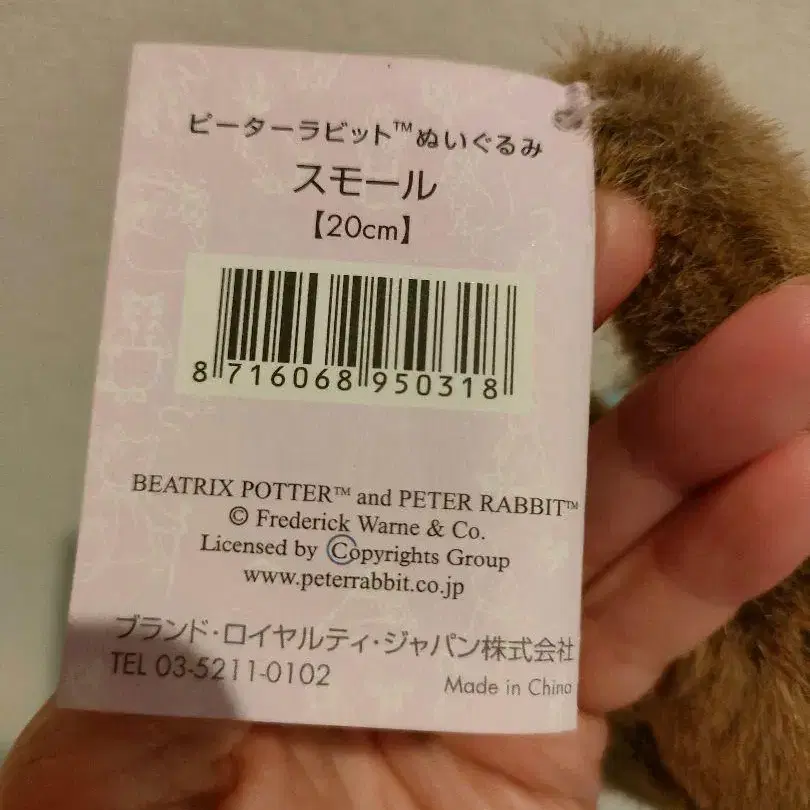 ピーターラビット™ぬいぐるみ
スモール
【20cm】
8 716068 950318
BEATRIX POTTER™ and PETER RABBIT™
© Frederick Warne & Co.
Licensed by Copyrights Group
www.peterrabbit.co.jp
ブランド・ロイヤルティ・ジャパン株式会社
TEL 03-5211-0102
Made in China